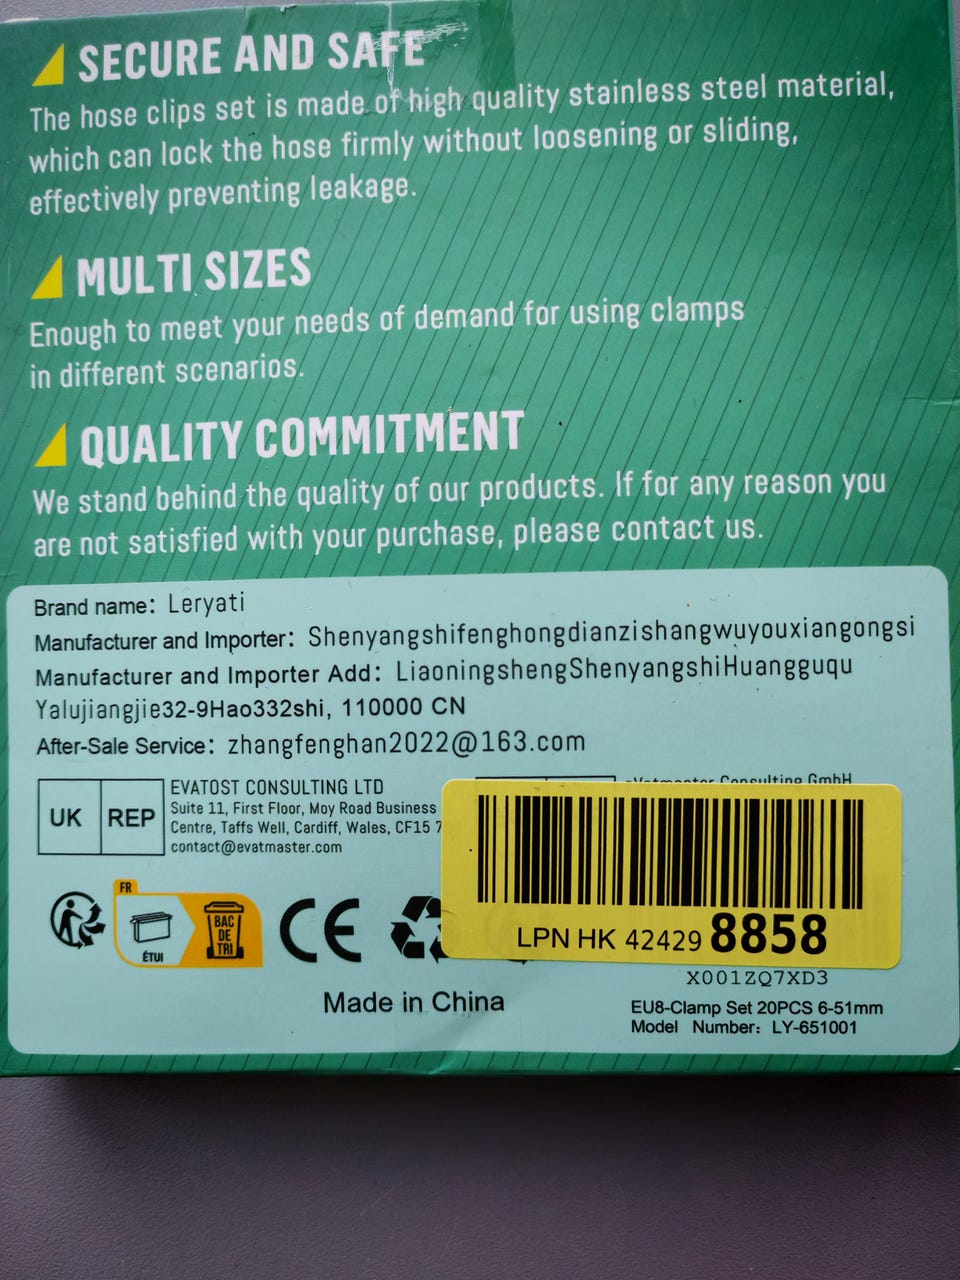 SECURE AND SAFE
The hose clips set is made of high quality stainless steel material,
which can lock the hose firmly without loosening or sliding,
effectively preventing leakage.
MULTI SIZES
Enough to meet your needs of demand for using clamps
in different scenarios.
QUALITY COMMITMENT
We stand behind the quality of our products. If for any reason you
are not satisfied with your purchase, please contact us.
Brand name: Leryati
Manufacturer and Importer: Shenyangshifenghongdianzishangwuyouxiangongsi
Manufacturer and Importer Add: LiaoningshengShenyangshiHuangguqu
Yalujiangjie32-9Hao332shi, 110000 CN
After-Sale Service: zhangfenghan2022@163.com
UK REP
EVATOST CONSULTING LTD
Suite 11, First Floor, Moy Road Business
Centre, Taffs Well, Cardiff, Wales, CF15 7
contact@evatmaster.com
eVatmaster Consulting GmbH
FR
ÉTUI
BAC
DE
TRI
CE
LPN HK 42429 8858
X001ZQ7XD3
EU8-Clamp Set 20PCS 6-51mm
Model Number: LY-651001
Made in China